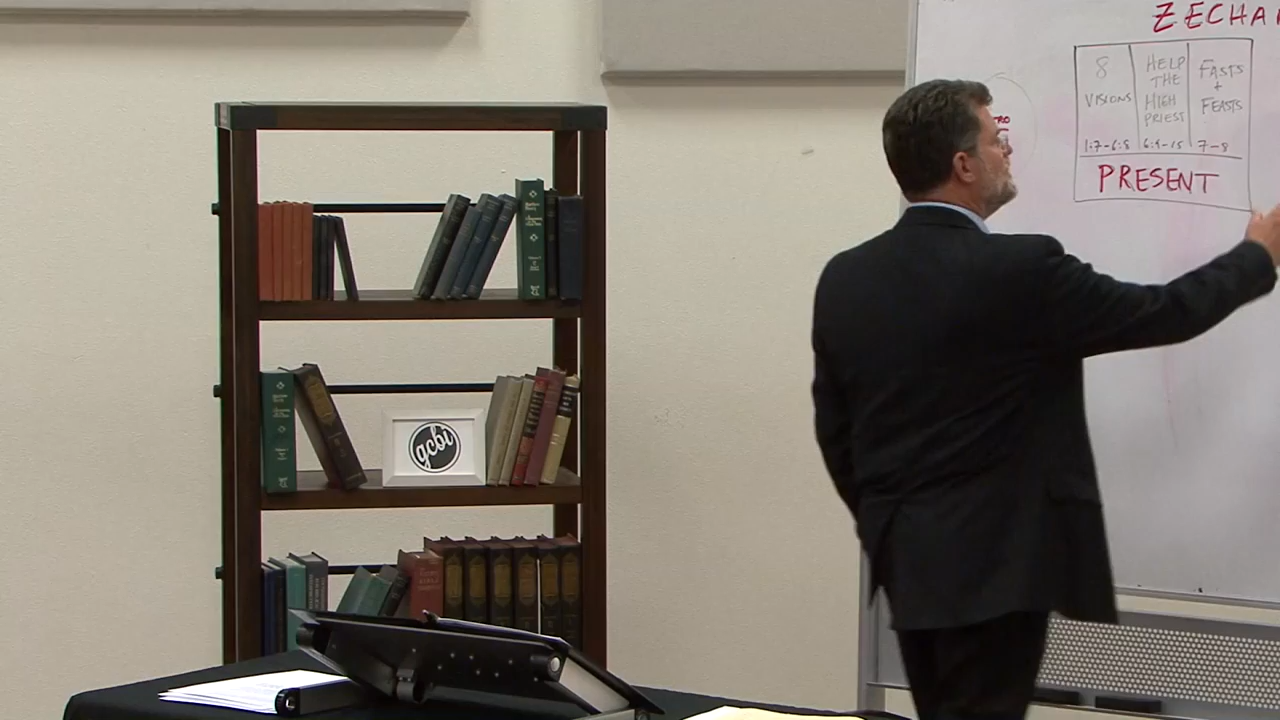 ZECHA
8
VISIONS
1:7-6:8
HELP
THE
HIGH
PRIEST
6:9-15
FASTS
+
FEASTS
7-8
PRESENT
gcbi